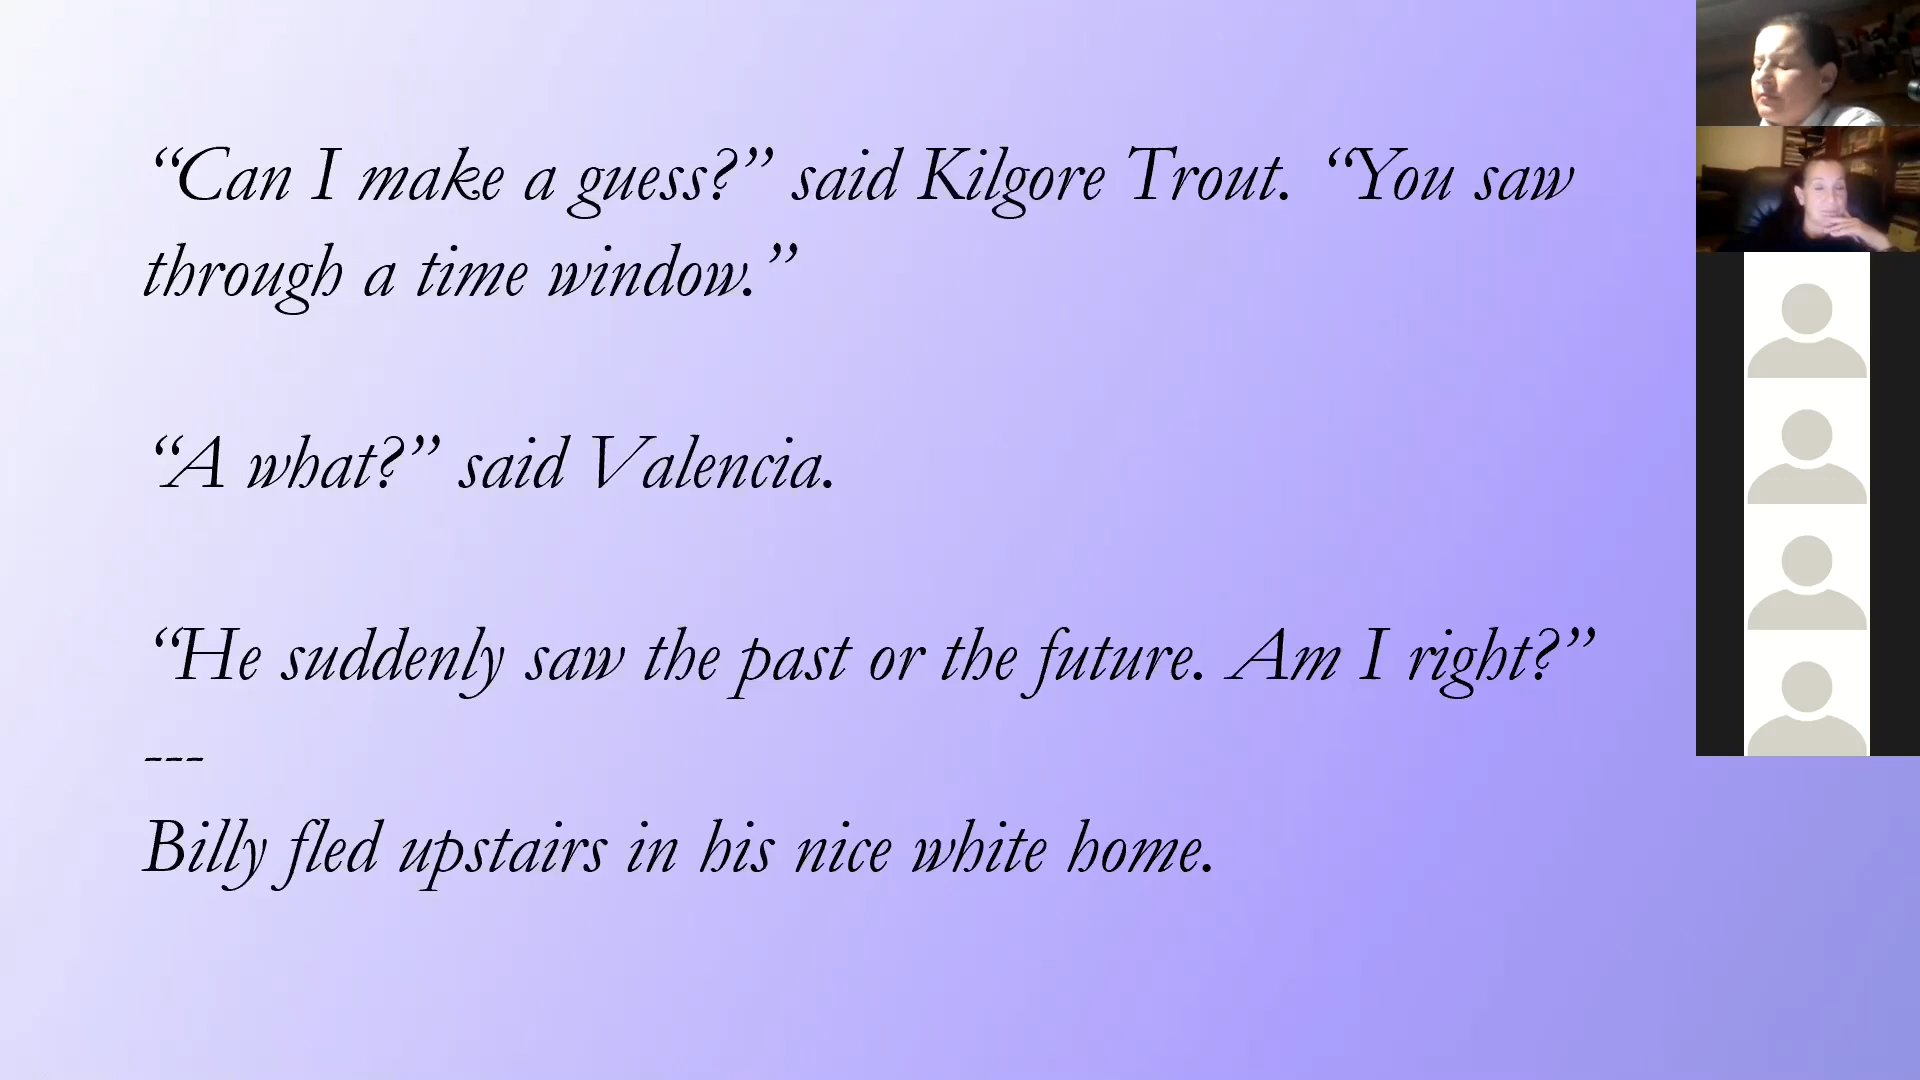 “Can I make a guess?” said Kilgore Trout. “You saw
through a time window.”
“A what?” said Valencia.
“He suddenly saw the past or the future. Am I right?”
---
Billy fled upstairs in his nice white home.